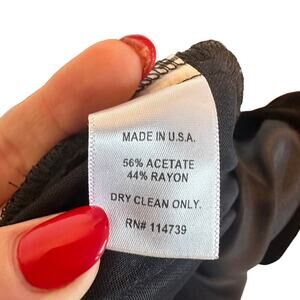 MADE IN U.S.A.
56% ACETATE
44% RAYON
DRY CLEAN ONLY.
RN# 114739